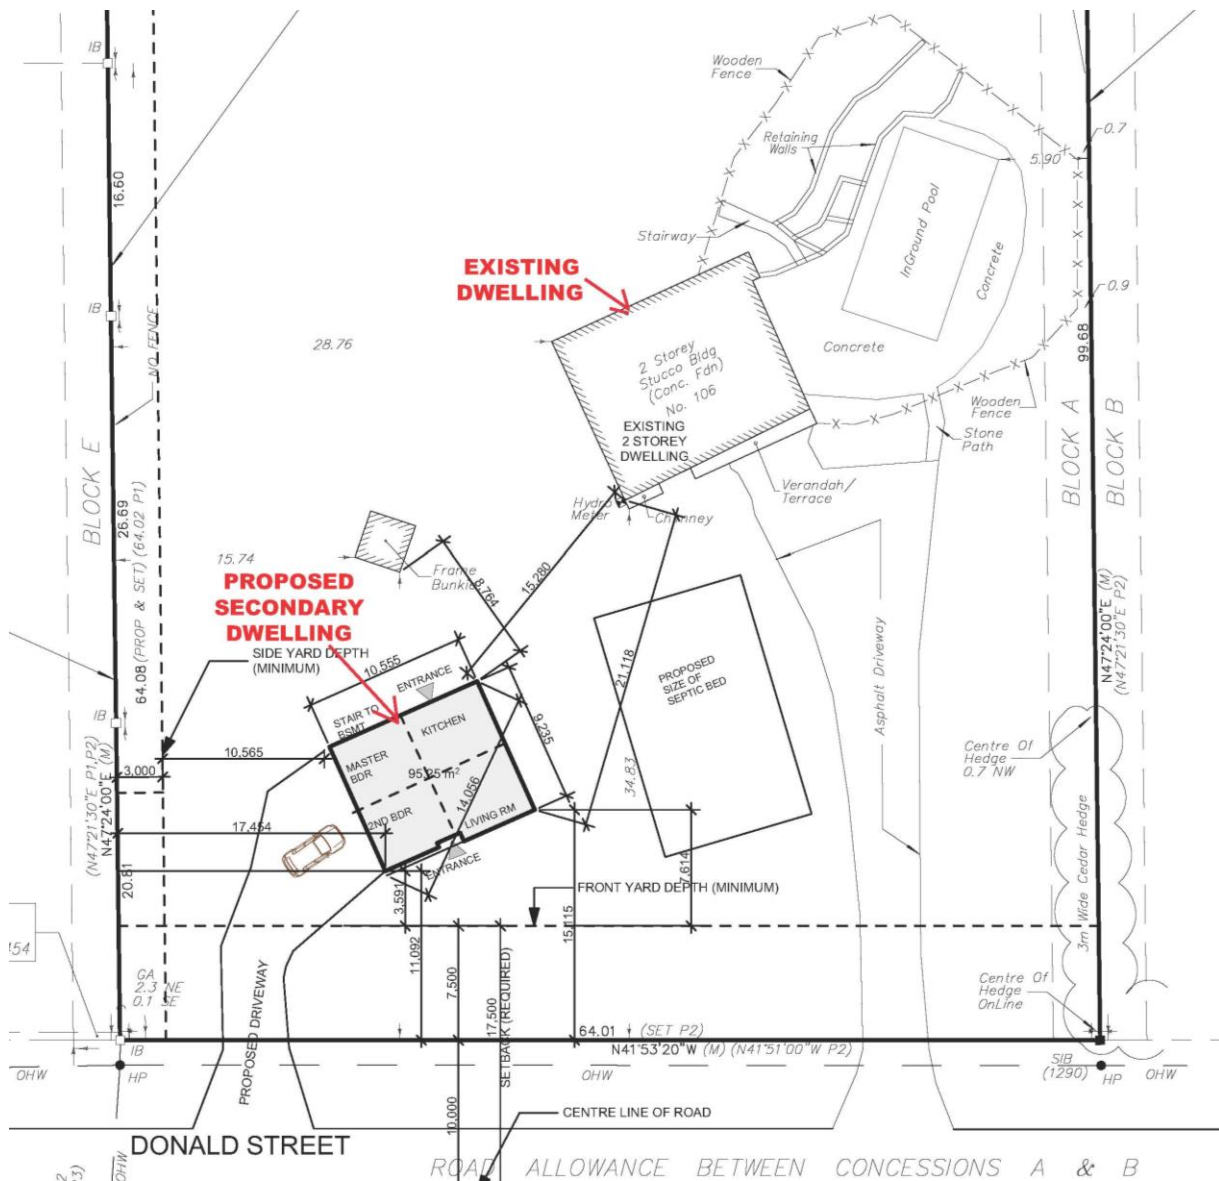 IB
Wooden
Fence
0.7
Retaining
Walls
5.90
16.60
InGround Pool
Stairway
Concrete
EXISTING
DWELLING
0.9
IB
NO FENCE
28.76
Concrete
99.68
2 Storey
Stucco Bldg
(Conc. Fdn)
No. 106
EXISTING
2 STOREY
DWELLING
Wooden
Fence
Stone
Path
BLOCK E
BLOCK A
BLOCK B
Verandah/
Terrace
Hydro
Meter
Chimney
26.69
64.08 (PROP & SET) (64.02 P1)
15.74
Frame
Bunkie
8.764
15.280
PROPOSED
SECONDARY
DWELLING
SIDE YARD DEPTH
(MINIMUM)
10.555
ENTRANCE
21.118
PROPOSED
SIZE OF
SEPTIC BED
Asphalt Driveway
N47°24'00"E (M)
(N47°21'30"E P2)
STAIR TO
BSMT
KITCHEN
9.235
IB
MASTER
BDR
95.25 m²
10.565
3.000
14.056
34.83
Centre Of
Hedge
0.7 NW
(N47°21'30"E P1,P2)
N47°24'00"E (M)
2ND BDR
LIVING RM
17.454
ENTRANCE
20.81
3.591
7.614
FRONT YARD DEPTH (MINIMUM)
15.115
11.092
3m Wide Cedar Hedge
454
GA
2.3 NE
0.1 SE
7.500
17.500
SETBACK (REQUIRED)
Centre Of
Hedge
OnLine
PROPOSED DRIVEWAY
64.01 (SET P2)
N41°53'20"W (M) (N41°51'00"W P2)
IB
SIB
(1290)
OHW
HP
OHW
HP
OHW
10.000
CENTRE LINE OF ROAD
DONALD STREET
OHW
ROAD ALLOWANCE BETWEEN CONCESSIONS A & B